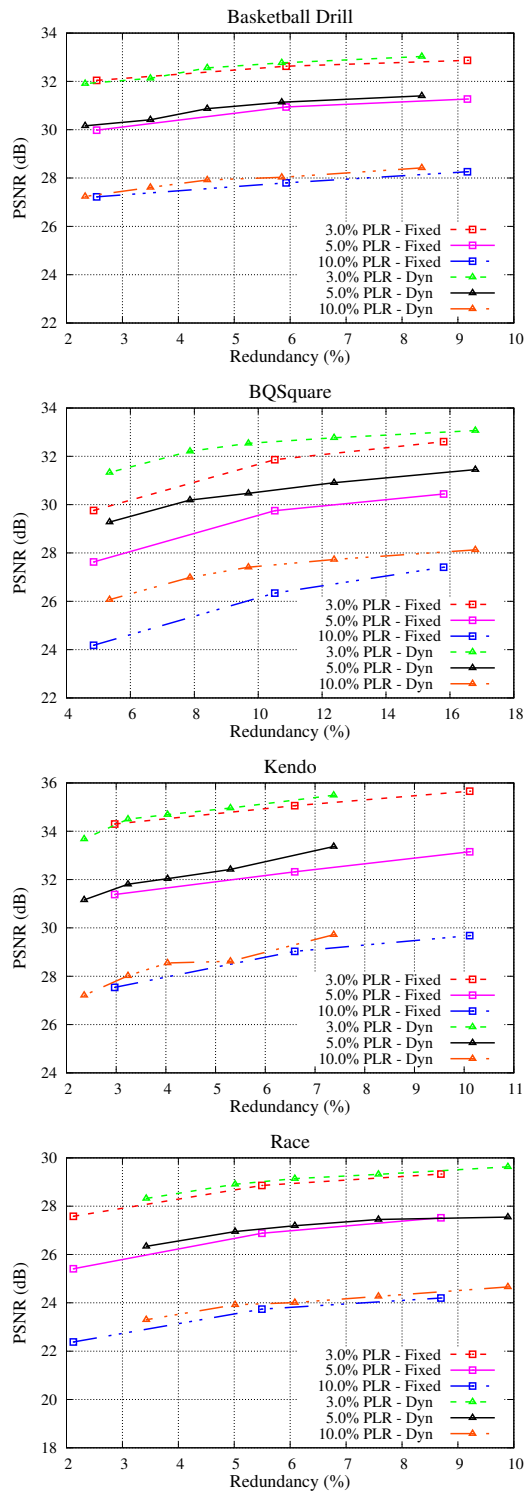 Basketball Drill
34
32
30
28
26
24
22
PSNR (dB)
3.0% PLR - Fixed
5.0% PLR - Fixed
10.0% PLR - Fixed
3.0% PLR - Dyn
5.0% PLR - Dyn
10.0% PLR - Dyn
2 3 4 5 6 7 8 9 10
Redundancy (%)
BQSquare
34
32
30
28
26
24
22
PSNR (dB)
3.0% PLR - Fixed
5.0% PLR - Fixed
10.0% PLR - Fixed
3.0% PLR - Dyn
5.0% PLR - Dyn
10.0% PLR - Dyn
4 6 8 10 12 14 16 18
Redundancy (%)
Kendo
36
34
32
30
28
26
24
PSNR (dB)
3.0% PLR - Fixed
5.0% PLR - Fixed
10.0% PLR - Fixed
3.0% PLR - Dyn
5.0% PLR - Dyn
10.0% PLR - Dyn
2 3 4 5 6 7 8 9 10 11
Redundancy (%)
Race
30
28
26
24
22
20
18
PSNR (dB)
3.0% PLR - Fixed
5.0% PLR - Fixed
10.0% PLR - Fixed
3.0% PLR - Dyn
5.0% PLR - Dyn
10.0% PLR - Dyn
2 3 4 5 6 7 8 9 10
Redundancy (%)